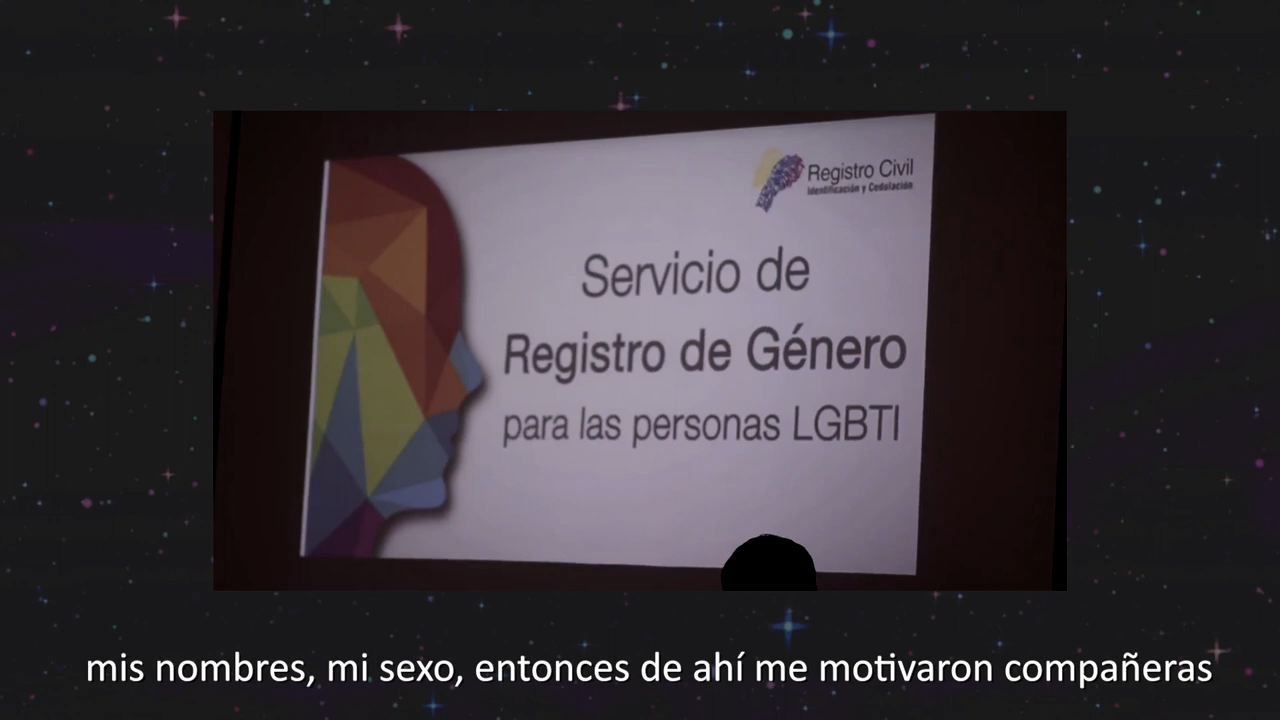 Registro Civil
Identificación y Cedulación
Servicio de
Registro de Género
para las personas LGBTI
mis nombres, mi sexo, entonces de ahí me motivaron compañeras